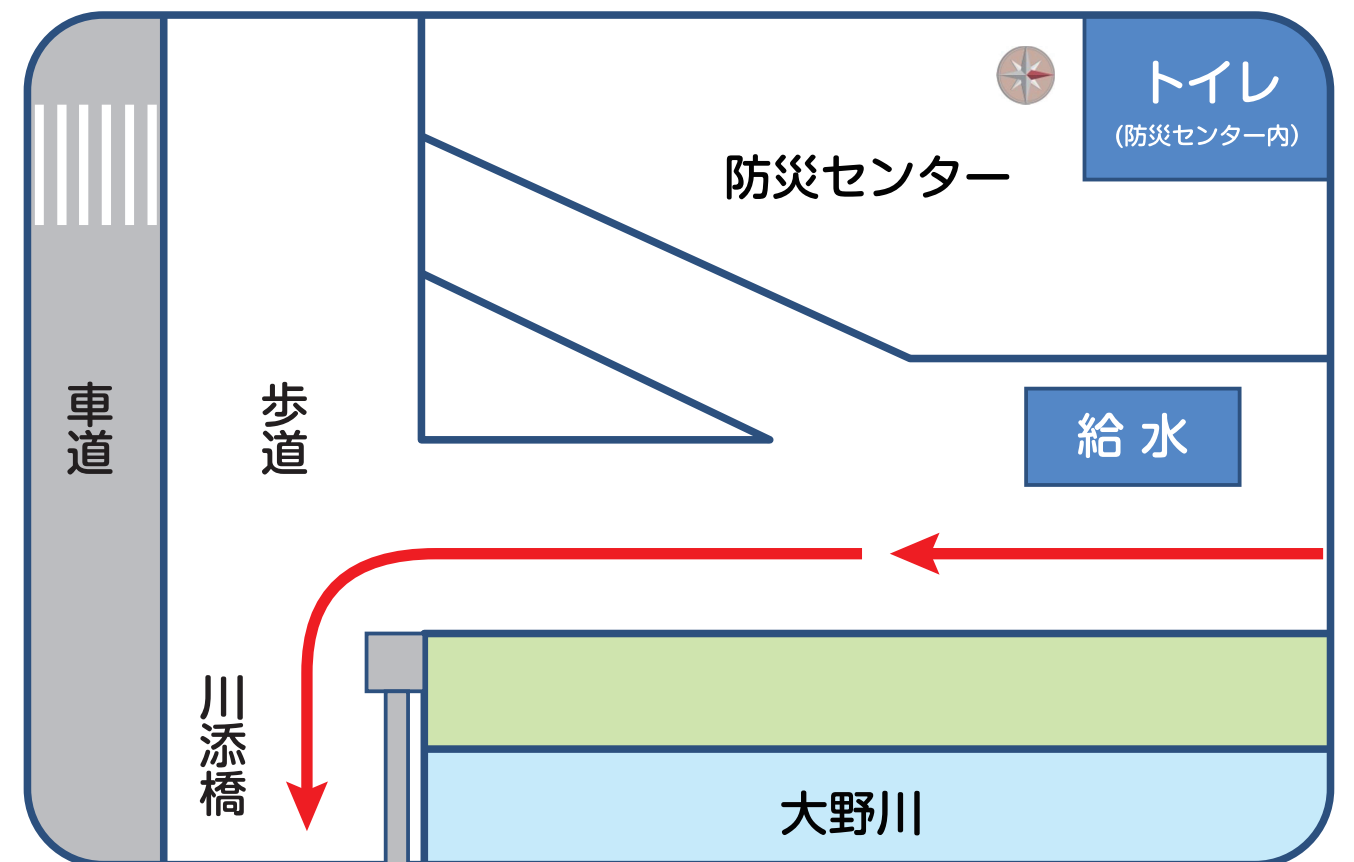 トイレ
(防災センター内)
防災センター
車道
歩道
給水
川添橋
大野川